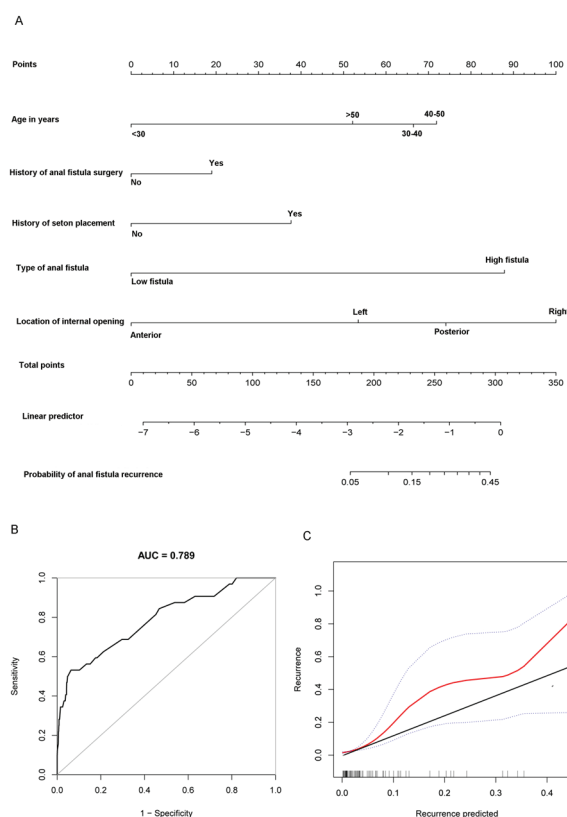 A
Points
0 10 20 30 40 50 60 70 80 90 100
Age in years
>50 40-50
<30 30-40
History of anal fistula surgery
Yes
No
History of seton placement
Yes
No
Type of anal fistula
High fistula
Low fistula
Location of internal opening
Left Right
Anterior Posterior
Total points
0 50 100 150 200 250 300 350
Linear predictor
−7 −6 −5 −4 −3 −2 −1 0
Probability of anal fistula recurrence
0.05 0.15 0.45
B
AUC = 0.789
Sensitivity
1.0
0.8
0.6
0.4
0.2
0.0
0.0 0.2 0.4 0.6 0.8 1.0
1 − Specificity
C
Recurrence
1.0
0.8
0.6
0.4
0.2
0.0
0.0 0.1 0.2 0.3 0.4
Recurrence predicted